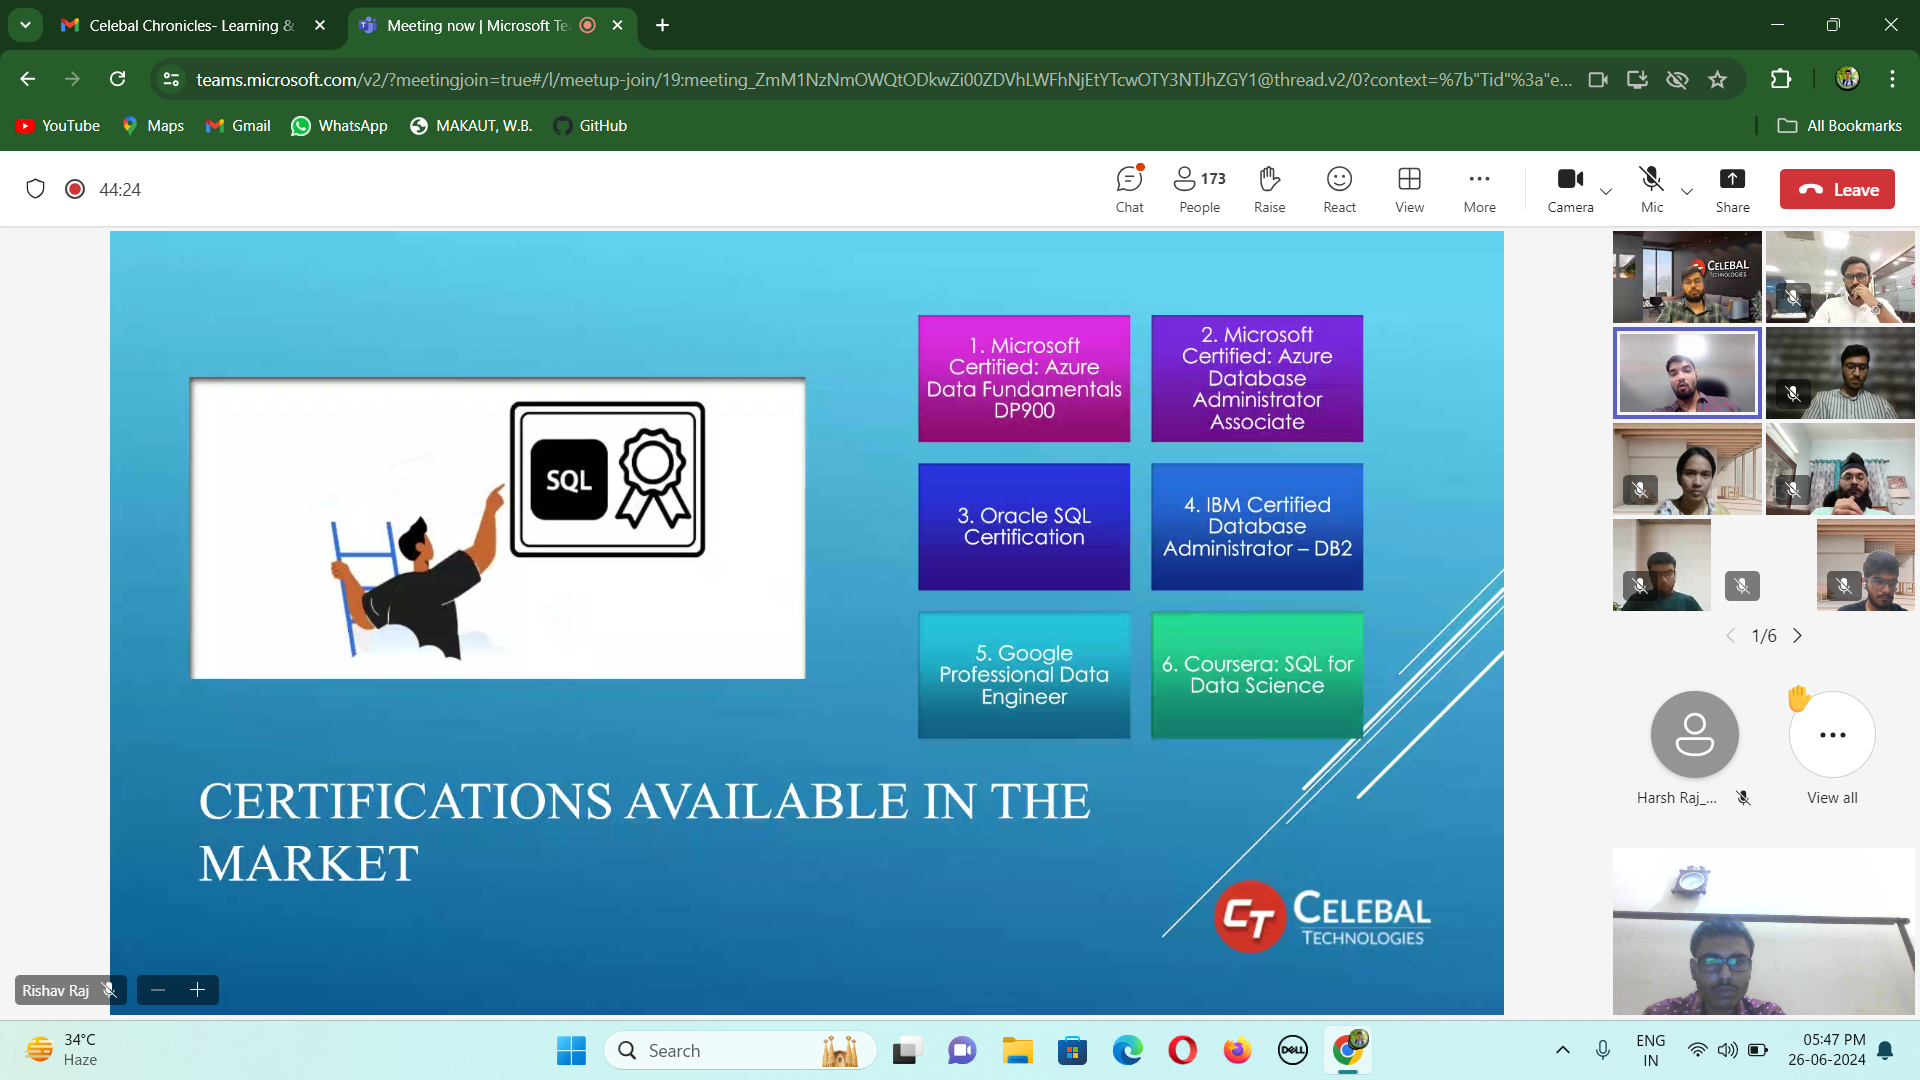 Celebal Chronicles- Learning &
Meeting now | Microsoft Te
teams.microsoft.com/v2/?meetingjoin=true#/l/meetup-join/19:meeting_ZmM1NzNmOWQtODkwZi00ZDVhLWFhNjEtYTcwOTY3NTJhZGY1@thread.v2/0?context=%7b"Tid"%3a"e...
YouTube
Maps
Gmail
WhatsApp
MAKAUT, W.B.
GitHub
All Bookmarks
44:24
Chat
173
People
Raise
React
View
More
Camera
Mic
Share
Leave
SQL
1. Microsoft
Certified: Azure
Data Fundamentals
DP900
2. Microsoft
Certified: Azure
Database
Administrator
Associate
3. Oracle SQL
Certification
4. IBM Certified
Database
Administrator – DB2
5. Google
Professional Data
Engineer
6. Coursera: SQL for
Data Science
CERTIFICATIONS AVAILABLE IN THE
MARKET
CT CELEBAL
TECHNOLOGIES
CELEBAL
TECHNOLOGIES
1/6
Harsh Raj_...
View all
Rishav Raj
34°C
Haze
Search
DELL
ENG
IN
05:47 PM
26-06-2024